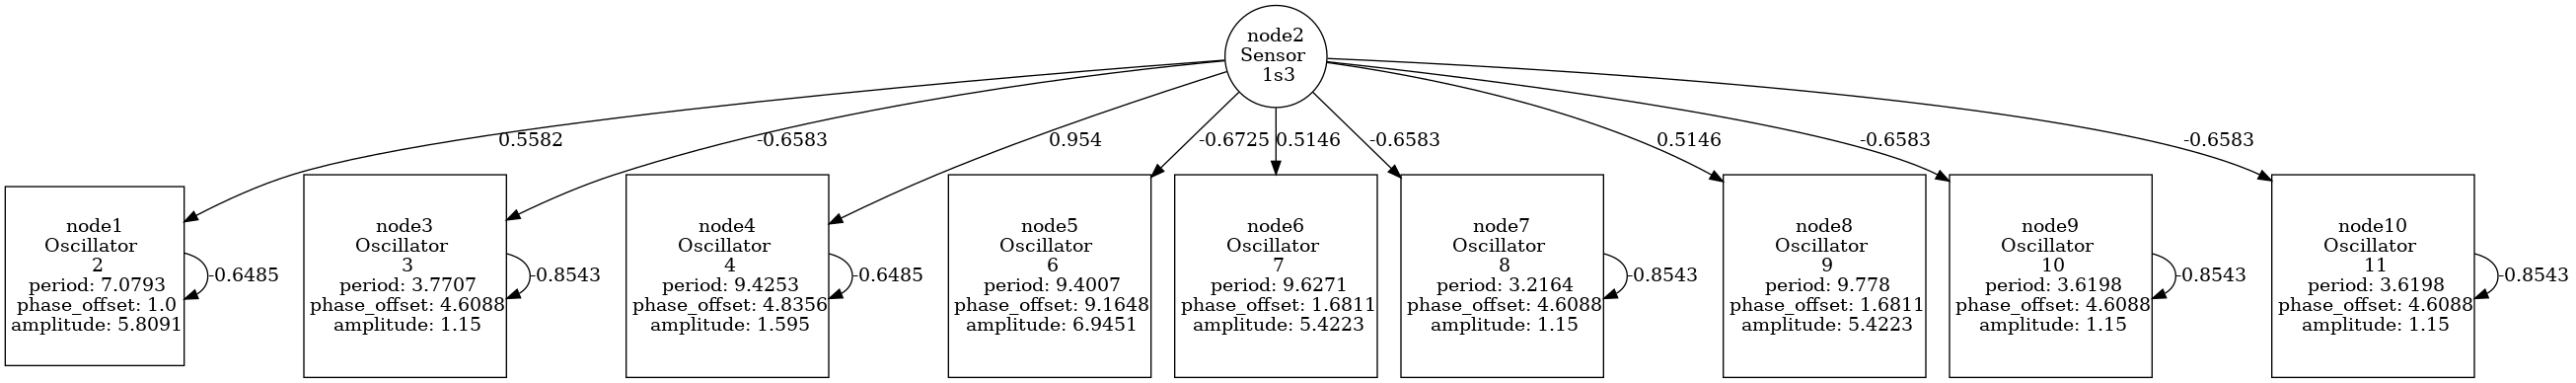 node2
Sensor
1s3
0.5582
-0.6583
0.954
-0.6725
0.5146
-0.6583
0.5146
-0.6583
-0.6583
node1
Oscillator
2
period: 7.0793
phase_offset: 1.0
amplitude: 5.8091
-0.6485
node3
Oscillator
3
period: 3.7707
phase_offset: 4.6088
amplitude: 1.15
-0.8543
node4
Oscillator
4
period: 9.4253
phase_offset: 4.8356
amplitude: 1.595
-0.6485
node5
Oscillator
6
period: 9.4007
phase_offset: 9.1648
amplitude: 6.9451
node6
Oscillator
7
period: 9.6271
phase_offset: 1.6811
amplitude: 5.4223
node7
Oscillator
8
period: 3.2164
phase_offset: 4.6088
amplitude: 1.15
-0.8543
node8
Oscillator
9
period: 9.778
phase_offset: 1.6811
amplitude: 5.4223
node9
Oscillator
10
period: 3.6198
phase_offset: 4.6088
amplitude: 1.15
-0.8543
node10
Oscillator
11
period: 3.6198
phase_offset: 4.6088
amplitude: 1.15
-0.8543